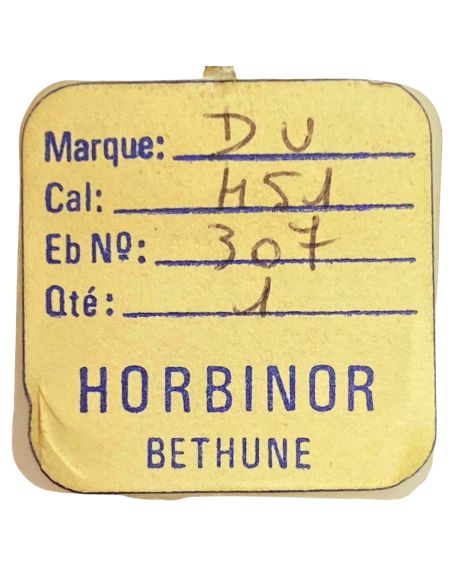 Marque: DU
Cal: 451
Eb Nº: 307
Qté: 1
HORBINOR
BETHUNE